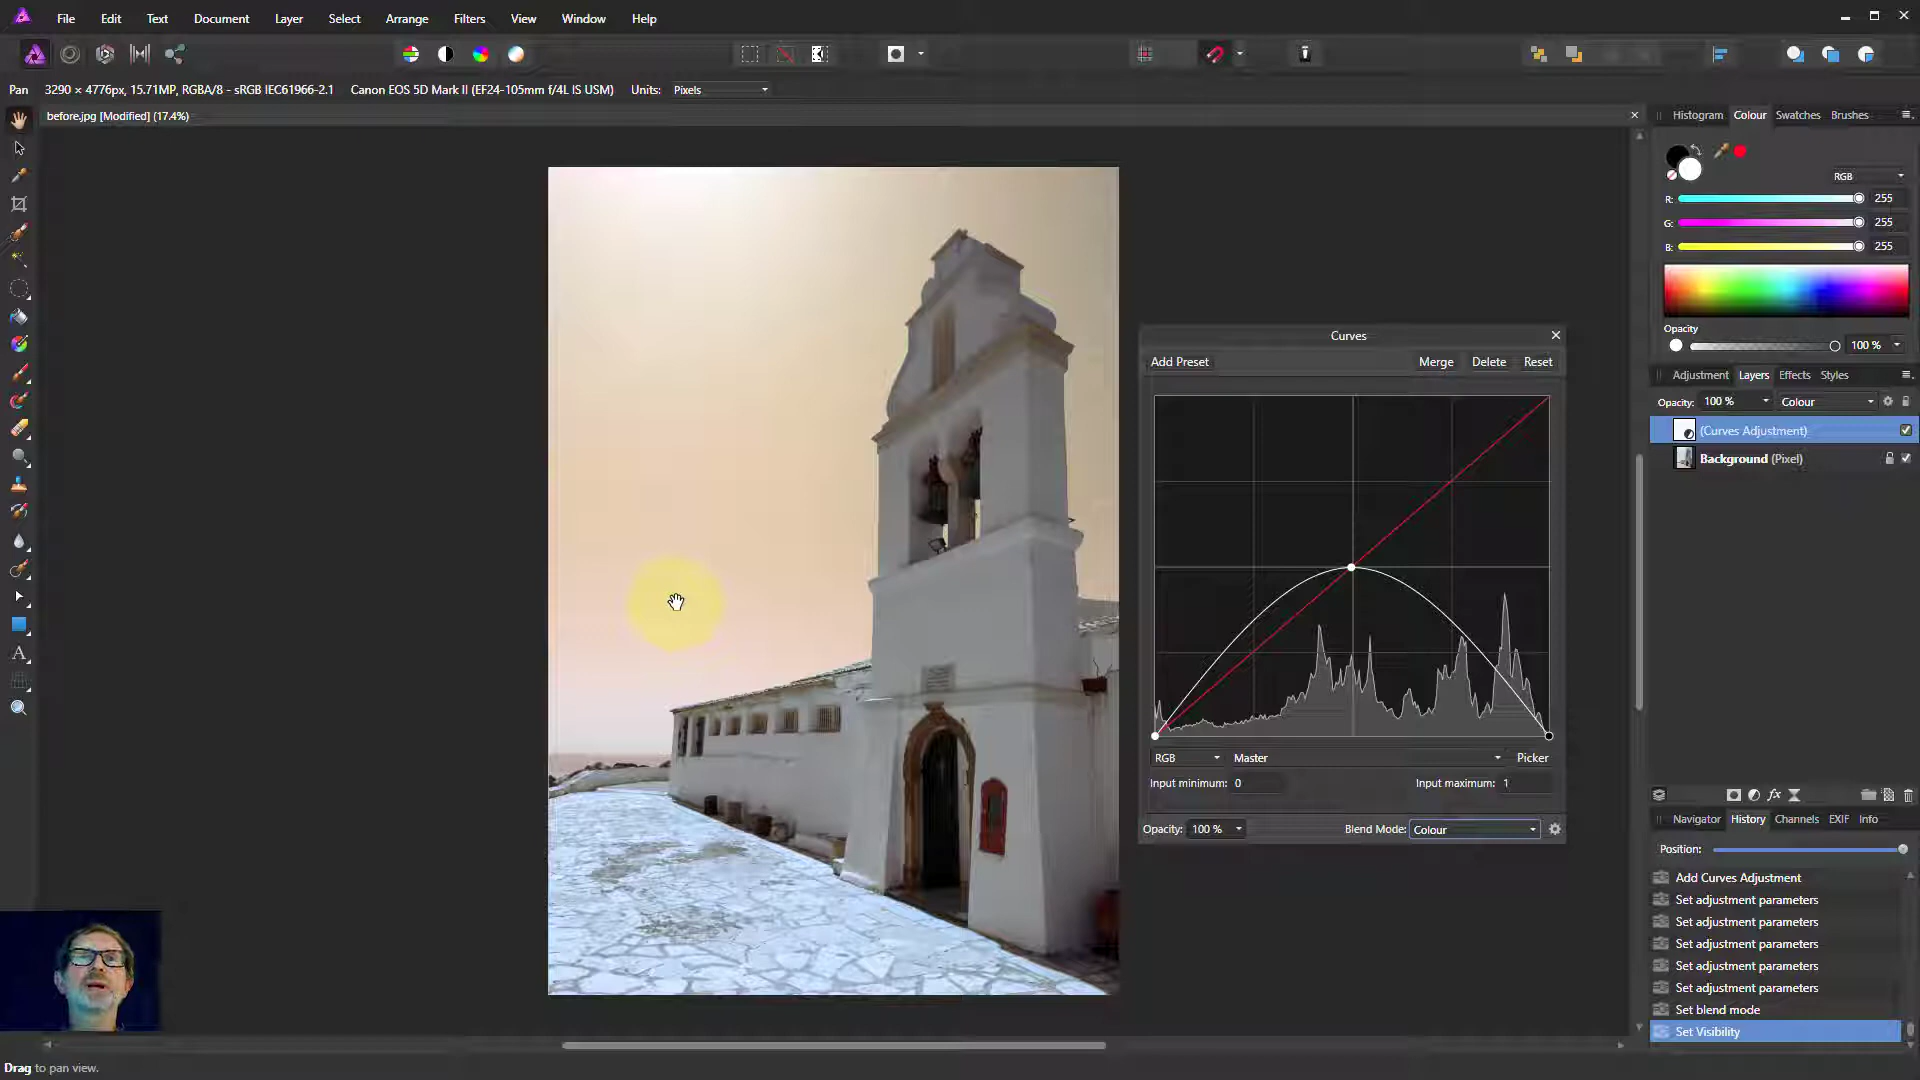 File Edit Text Document Layer Select Arrange Filters View Window Help
Pan 3290 × 4776px, 15.71MP, RGBA/8 - sRGB IEC61966-2.1 Canon EOS 5D Mark II (EF24-105mm f/4L IS USM) Units: Pixels
before.jpg [Modified] (17.4%)
Histogram Colour Swatches Brushes
RGB
R: 255
G: 255
B: 255
Opacity
100 %
Adjustment Layers Effects Styles
Opacity: 100 % Colour
(Curves Adjustment)
Background (Pixel)
Curves
Add Preset Merge Delete Reset
RGB Master Picker
Input minimum: 0 Input maximum: 1
Opacity: 100 % Blend Mode: Colour
fx
Navigator History Channels EXIF Info
Position:
Add Curves Adjustment
Set adjustment parameters
Set adjustment parameters
Set adjustment parameters
Set adjustment parameters
Set adjustment parameters
Set blend mode
Set Visibility
A
Drag to pan view.